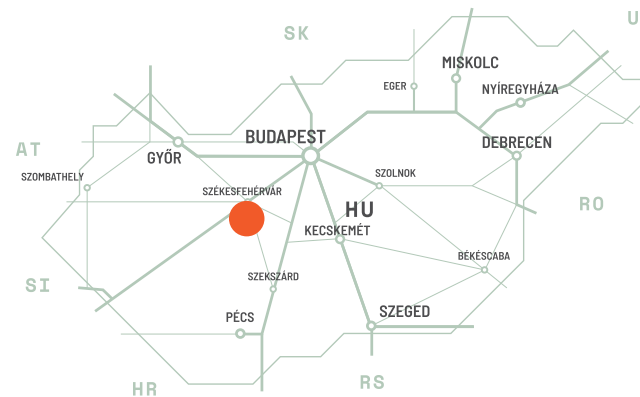 SK
U
MISKOLC
EGER
NYÍREGYHÁZA
BUDAPEST
DEBRECEN
AT
GYŐR
SZOMBATHELY
SZOLNOK
SZÉKESFEHÉRVÁR
HU
RO
KECSKEMÉT
BÉKÉSCABA
SI
SZEKSZÁRD
PÉCS
SZEGED
HR
RS